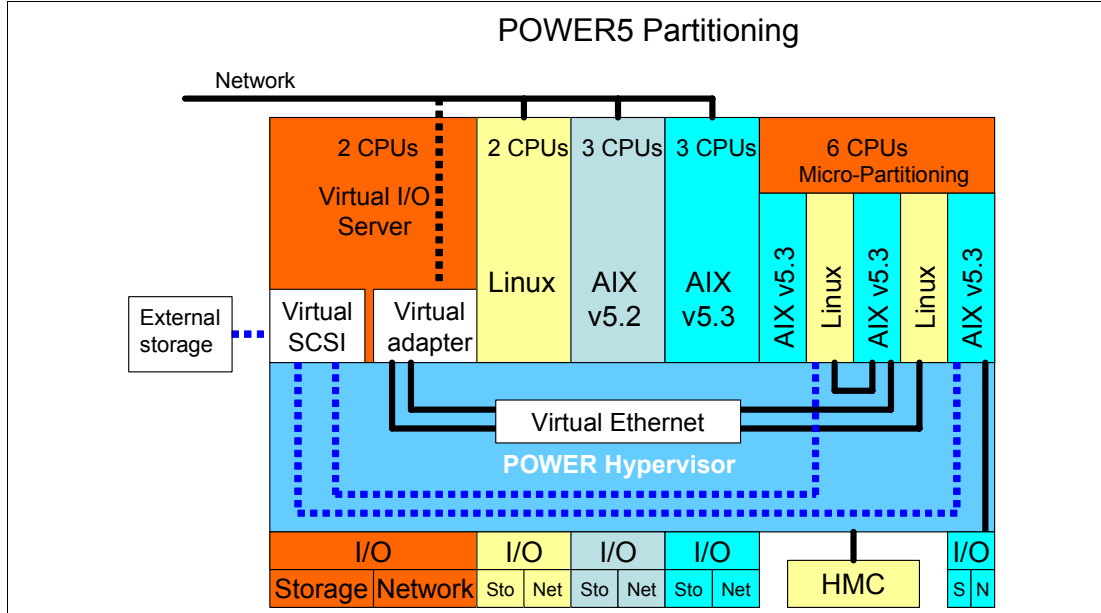 POWER5 Partitioning
Network
2 CPUs
2 CPUs
3 CPUs
3 CPUs
6 CPUs
Micro-Partitioning
Virtual I/O
Server
Linux
AIX
v5.2
AIX
v5.3
AIX v5.3
Linux
AIX v5.3
Linux
AIX v5.3
External
storage
Virtual
SCSI
Virtual
adapter
Virtual Ethernet
POWER Hypervisor
I/O
Storage
Network
I/O
Sto
Net
I/O
Sto
Net
I/O
Sto
Net
HMC
I/O
S
N